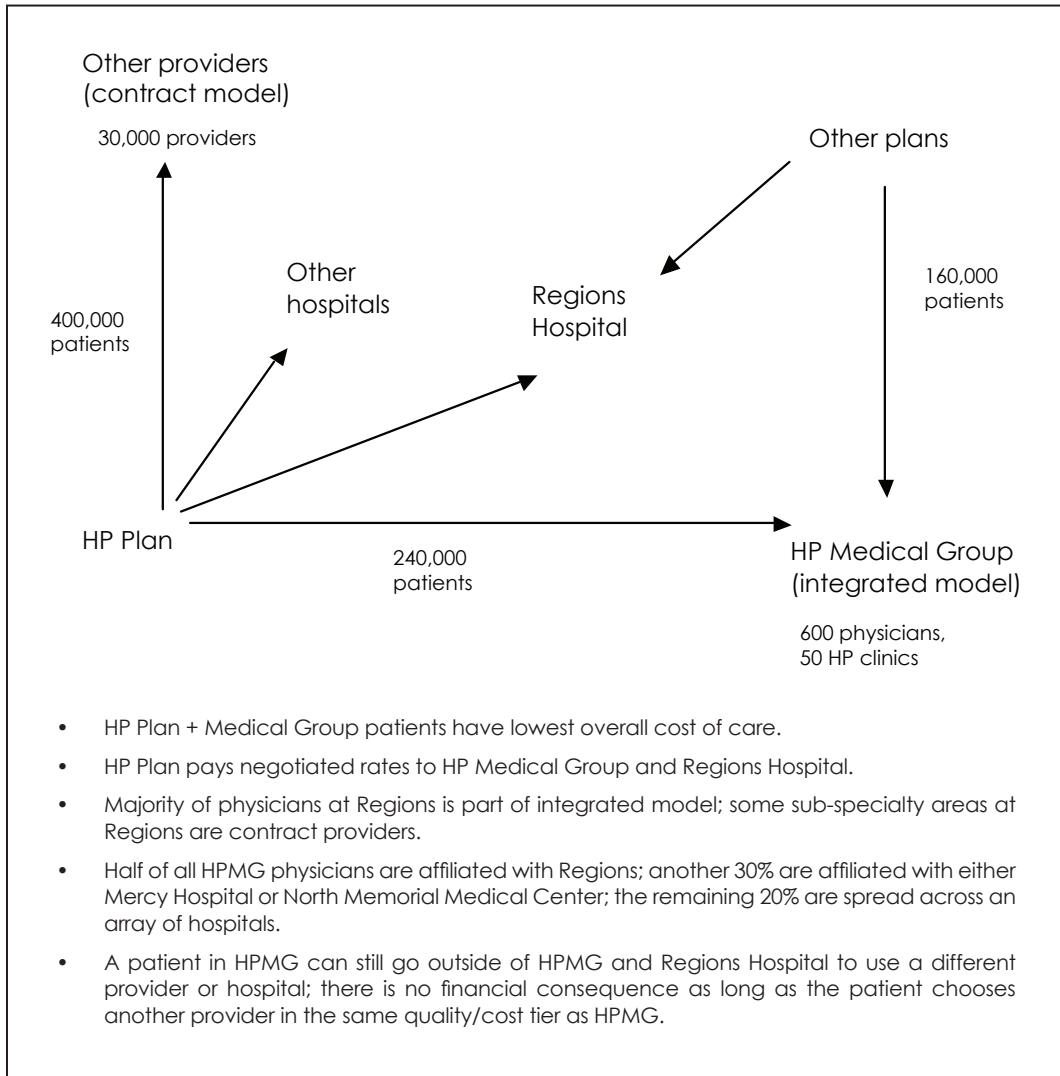 Other providers
(contract model)
30,000 providers
Other plans
Other
hospitals
Regions
Hospital
160,000
patients
400,000
patients
HP Plan
240,000
patients
HP Medical Group
(integrated model)
600 physicians,
50 HP clinics
• HP Plan + Medical Group patients have lowest overall cost of care.
• HP Plan pays negotiated rates to HP Medical Group and Regions Hospital.
• Majority of physicians at Regions is part of integrated model; some sub-specialty areas at
Regions are contract providers.
• Half of all HPMG physicians are affiliated with Regions; another 30% are affiliated with either
Mercy Hospital or North Memorial Medical Center; the remaining 20% are spread across an
array of hospitals.
• A patient in HPMG can still go outside of HPMG and Regions Hospital to use a different
provider or hospital; there is no financial consequence as long as the patient chooses
another provider in the same quality/cost tier as HPMG.